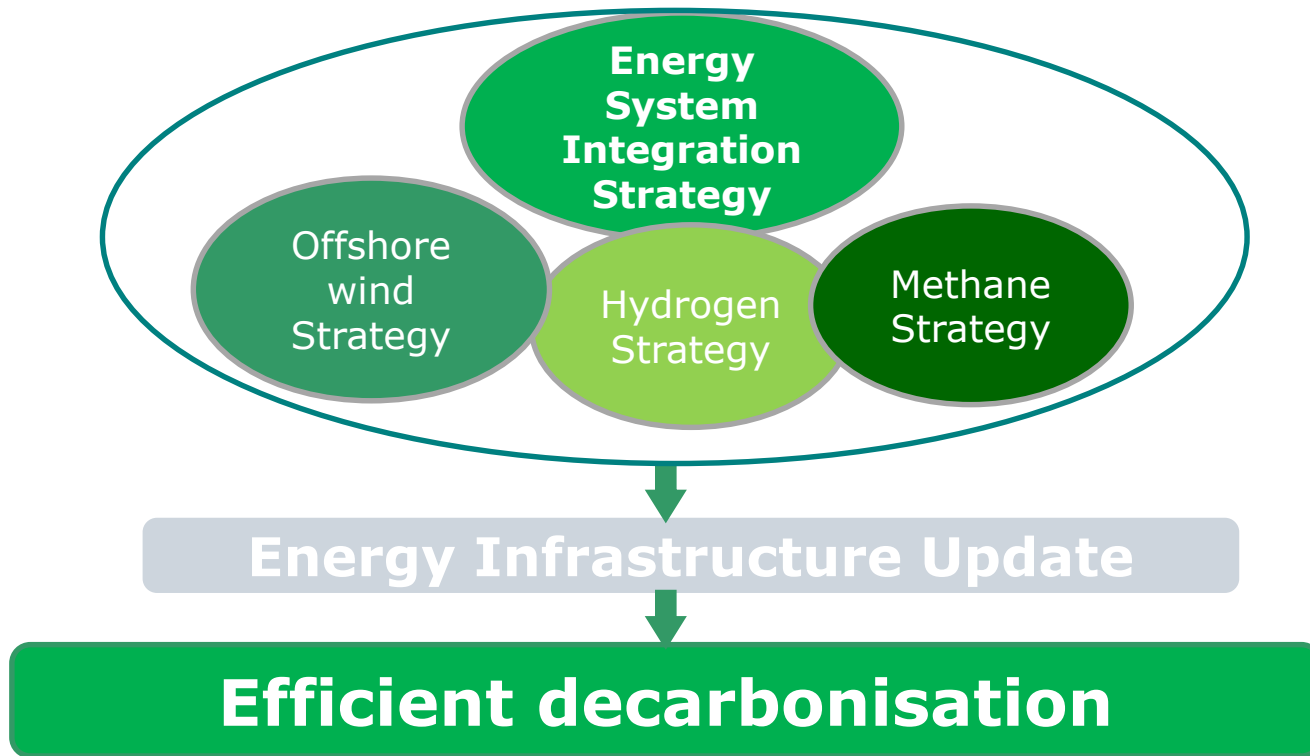 Energy
System
Integration
Strategy
Offshore
wind
Strategy
Hydrogen
Strategy
Methane
Strategy
Energy Infrastructure Update
Efficient decarbonisation